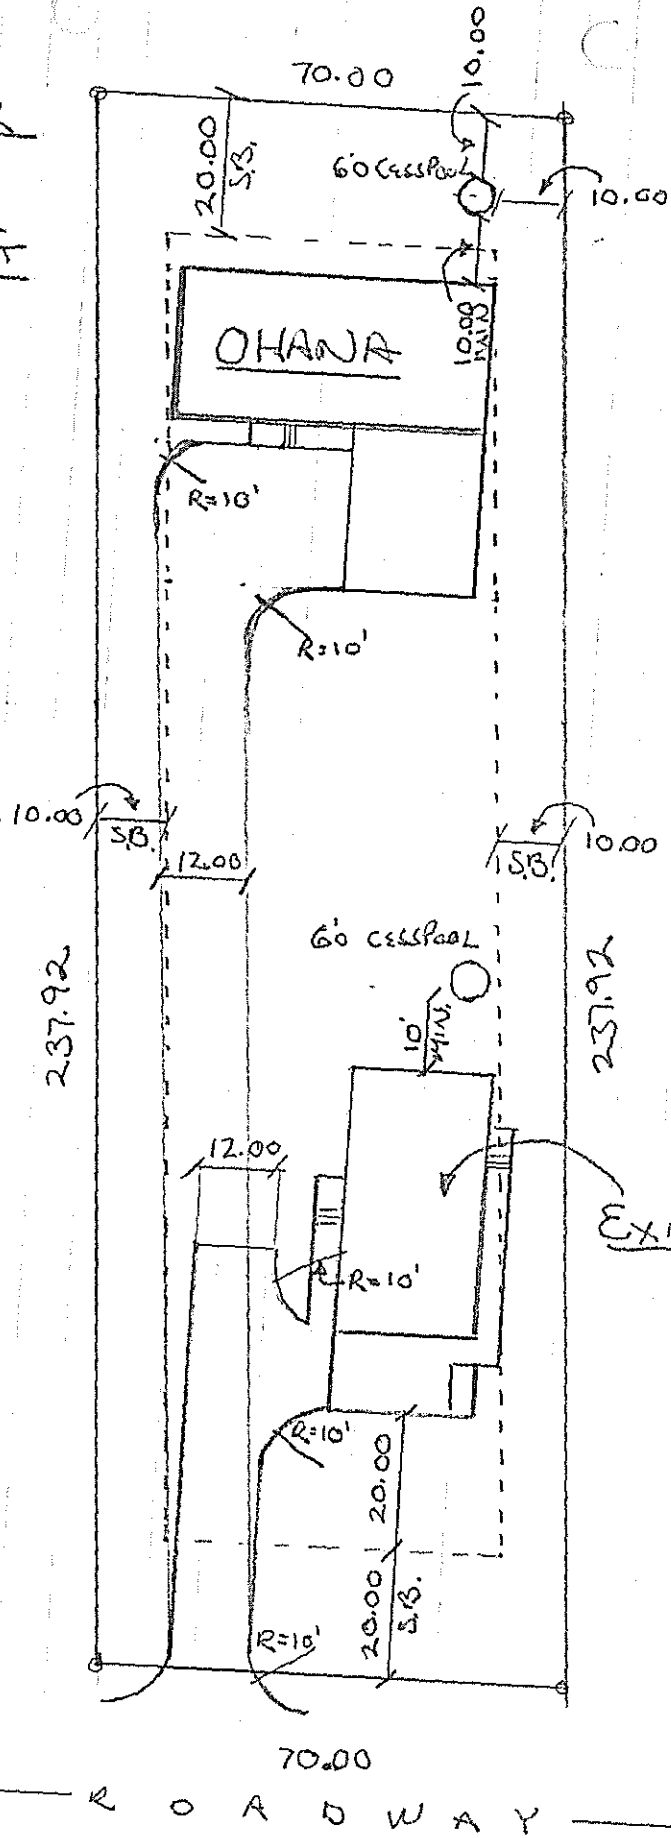 70.00
10.00
20.00
S.B.
6'0 CESSPOOL
10.00
OHANA
10.00
MIN
R=10'
R=10'
10.00
S.B.
12.00
10.00
S.B.
6'0 CESSPOOL
237.92
237.92
10'
MIN.
12.00
R=10'
EXI
R=10'
20.00
20.00
S.B.
R=10'
70.00
ROADWAY